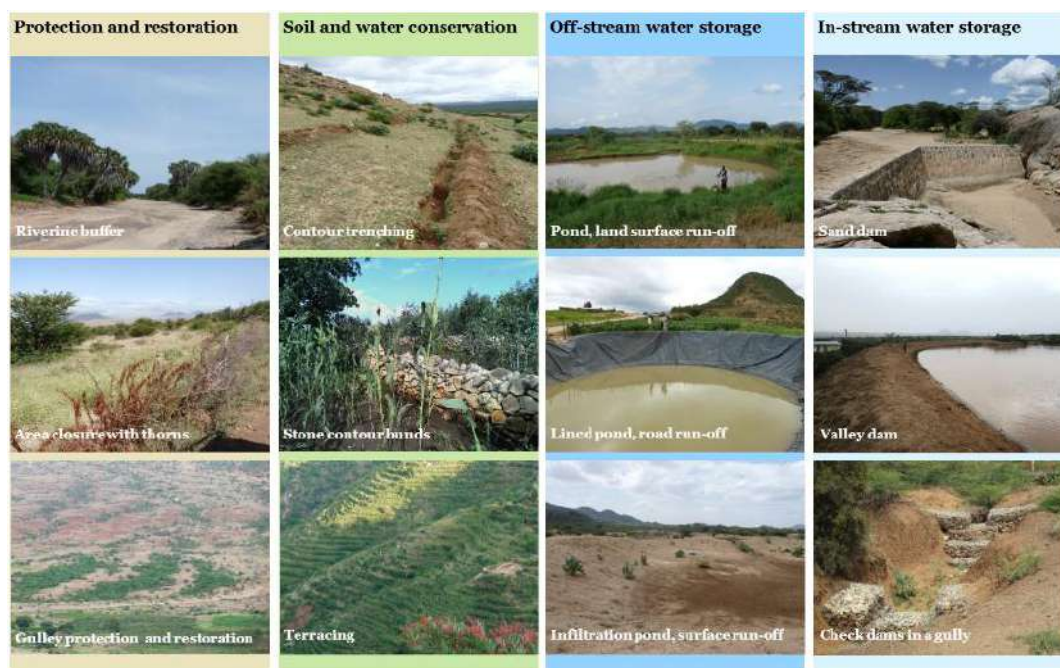 Protection and restoration
Soil and water conservation
Off-stream water storage
In-stream water storage
Riverine buffer
Contour trenching
Pond, land surface run-off
Sand dam
Area closure with thorns
Stone contour bunds
Lined pond, road run-off
Valley dam
Gulley protection and restoration
Terracing
Infiltration pond, surface run-off
Check dams in a gully